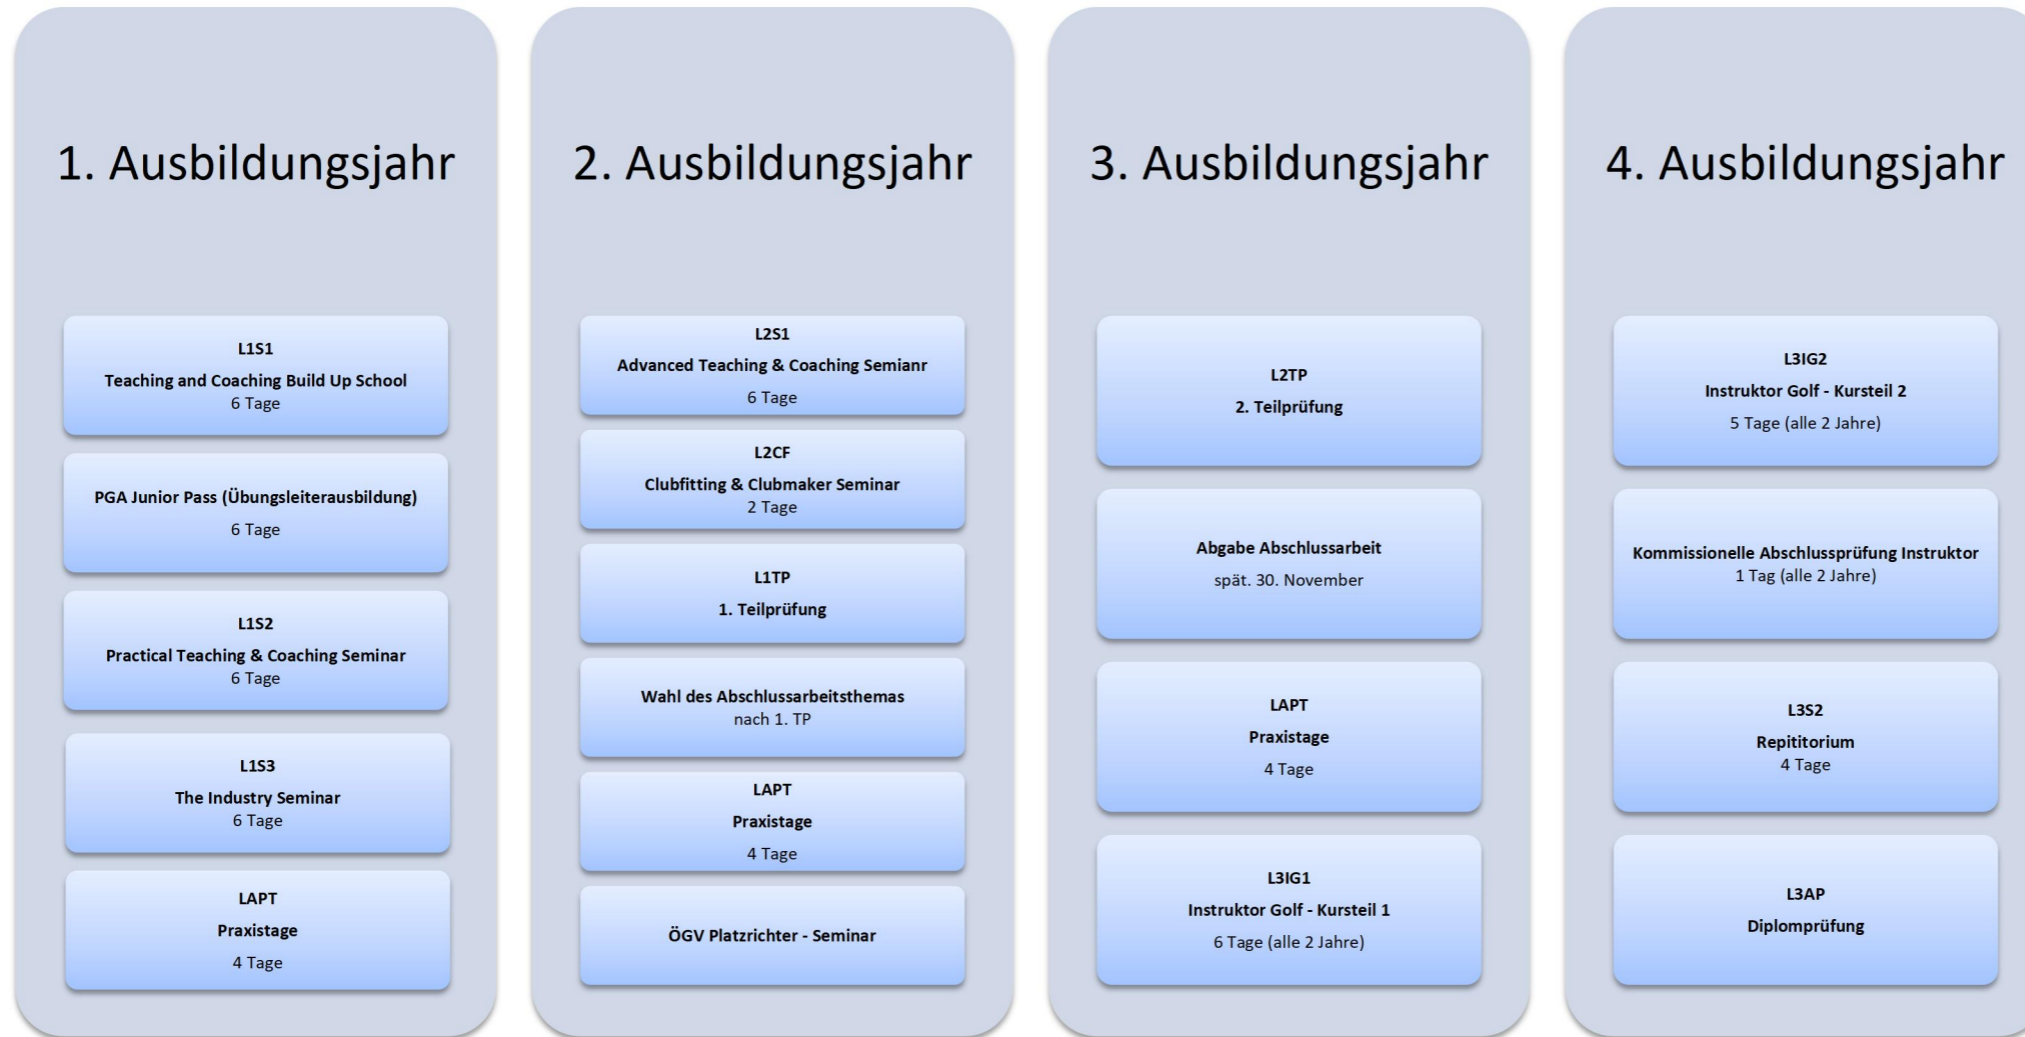 1. Ausbildungsjahr
L1S1
Teaching and Coaching Build Up School
6 Tage
PGA Junior Pass (Übungsleiterausbildung)
6 Tage
L1S2
Practical Teaching & Coaching Seminar
6 Tage
L1S3
The Industry Seminar
6 Tage
LAPT
Praxistage
4 Tage
2. Ausbildungsjahr
L2S1
Advanced Teaching & Coaching Semianr
6 Tage
L2CF
Clubfitting & Clubmaker Seminar
2 Tage
L1TP
1. Teilprüfung
Wahl des Abschlussarbeitsthemas
nach 1. TP
LAPT
Praxistage
4 Tage
ÖGV Platzrichter - Seminar
3. Ausbildungsjahr
L2TP
2. Teilprüfung
Abgabe Abschlussarbeit
spät. 30. November
LAPT
Praxistage
4 Tage
L3IG1
Instruktor Golf - Kursteil 1
6 Tage (alle 2 Jahre)
4. Ausbildungsjahr
L3IG2
Instruktor Golf - Kursteil 2
5 Tage (alle 2 Jahre)
Kommissionelle Abschlussprüfung Instruktor
1 Tag (alle 2 Jahre)
L3S2
Repititorium
4 Tage
L3AP
Diplomprüfung